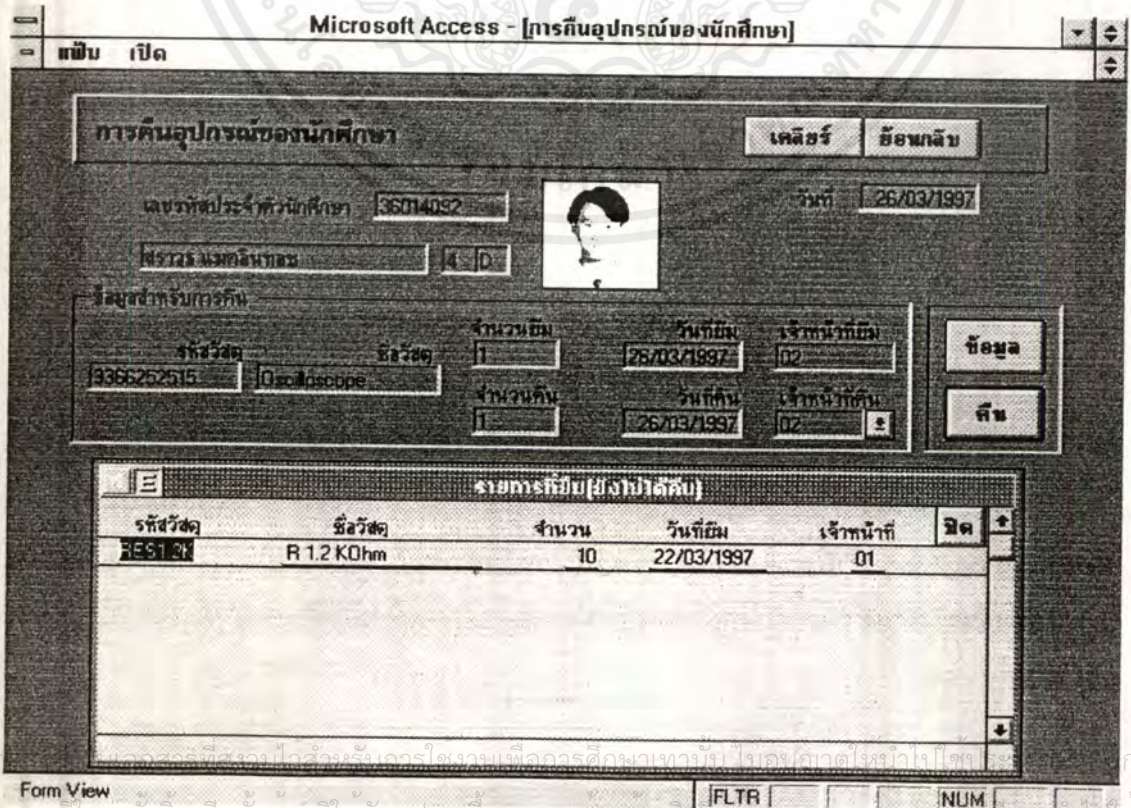 Microsoft Access - [การคืนอุปกรณ์ของนักศึกษา]
แฟ้ม เปิด
การคืนอุปกรณ์ของนักศึกษา
เคลียร์ ย้อนกลับ
เลขรหัสประจำตัวนักศึกษา 36014092
วันที่ 26/03/1997
4 D
ข้อมูลสำหรับการคืน
รหัสวัสดุ ชื่อวัสดุ จำนวนยืม วันที่ยืม เจ้าหน้าที่ยืม
9366252515 Oscilloscope 1 26/03/1997 02
จำนวนคืน วันที่คืน เจ้าหน้าที่คืน
1 26/03/1997 02
ข้อมูล
คืน
รายการที่ยืม(ยังไม่ได้คืน)
รหัสวัสดุ ชื่อวัสดุ จำนวน วันที่ยืม เจ้าหน้าที่ ปิด
RES1.2K R 1.2 KOhm 10 22/03/1997 01
Form View FLTR NUM